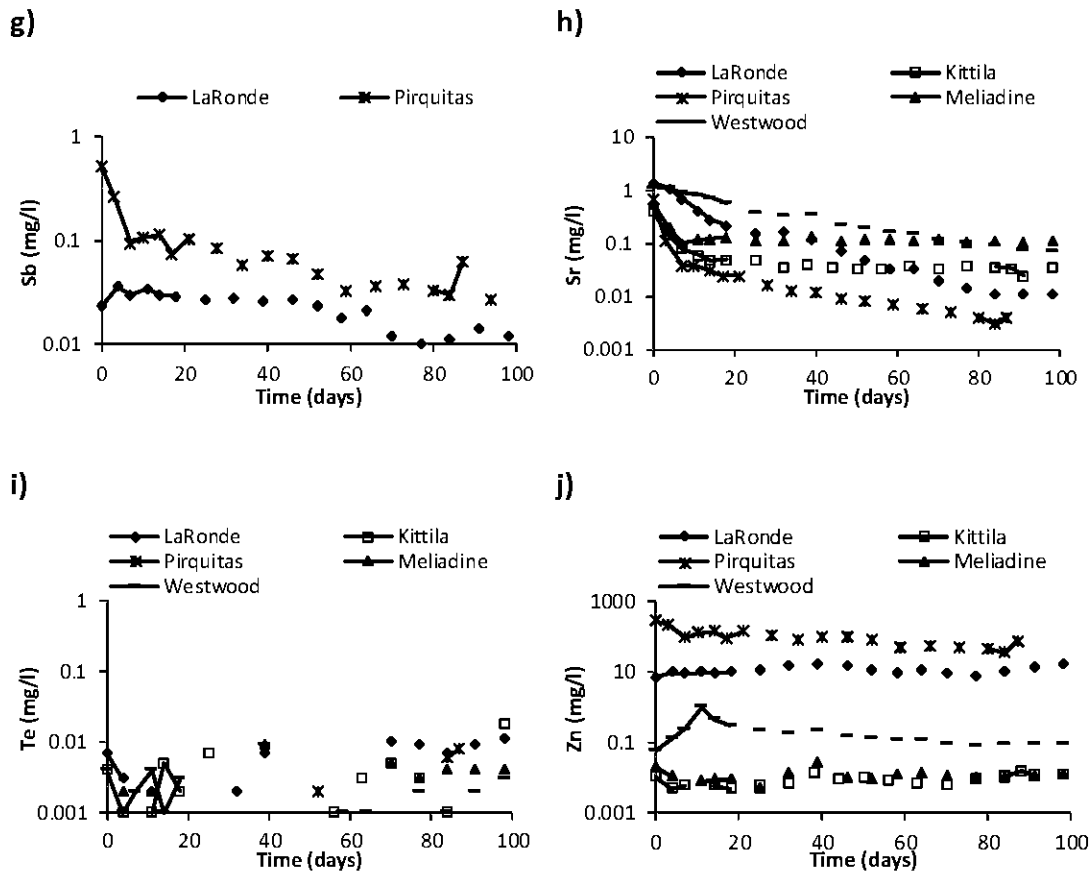 g)
LaRonde Pirquitas
1
0.1
0.01
Sb (mg/l)
0 20 40 60 80 100
Time (days)
h)
LaRonde Kittila
Pirquitas Meliadine
Westwood
10
1
0.1
0.01
0.001
Sr (mg/l)
0 20 40 60 80 100
Time (days)
i)
LaRonde Kittila
Pirquitas Meliadine
Westwood
1
0.1
0.01
0.001
Te (mg/l)
0 20 40 60 80 100
Time (days)
j)
LaRonde Kittila
Pirquitas Meliadine
Westwood
1000
10
0.1
0.001
Zn (mg/l)
0 20 40 60 80 100
Time (days)